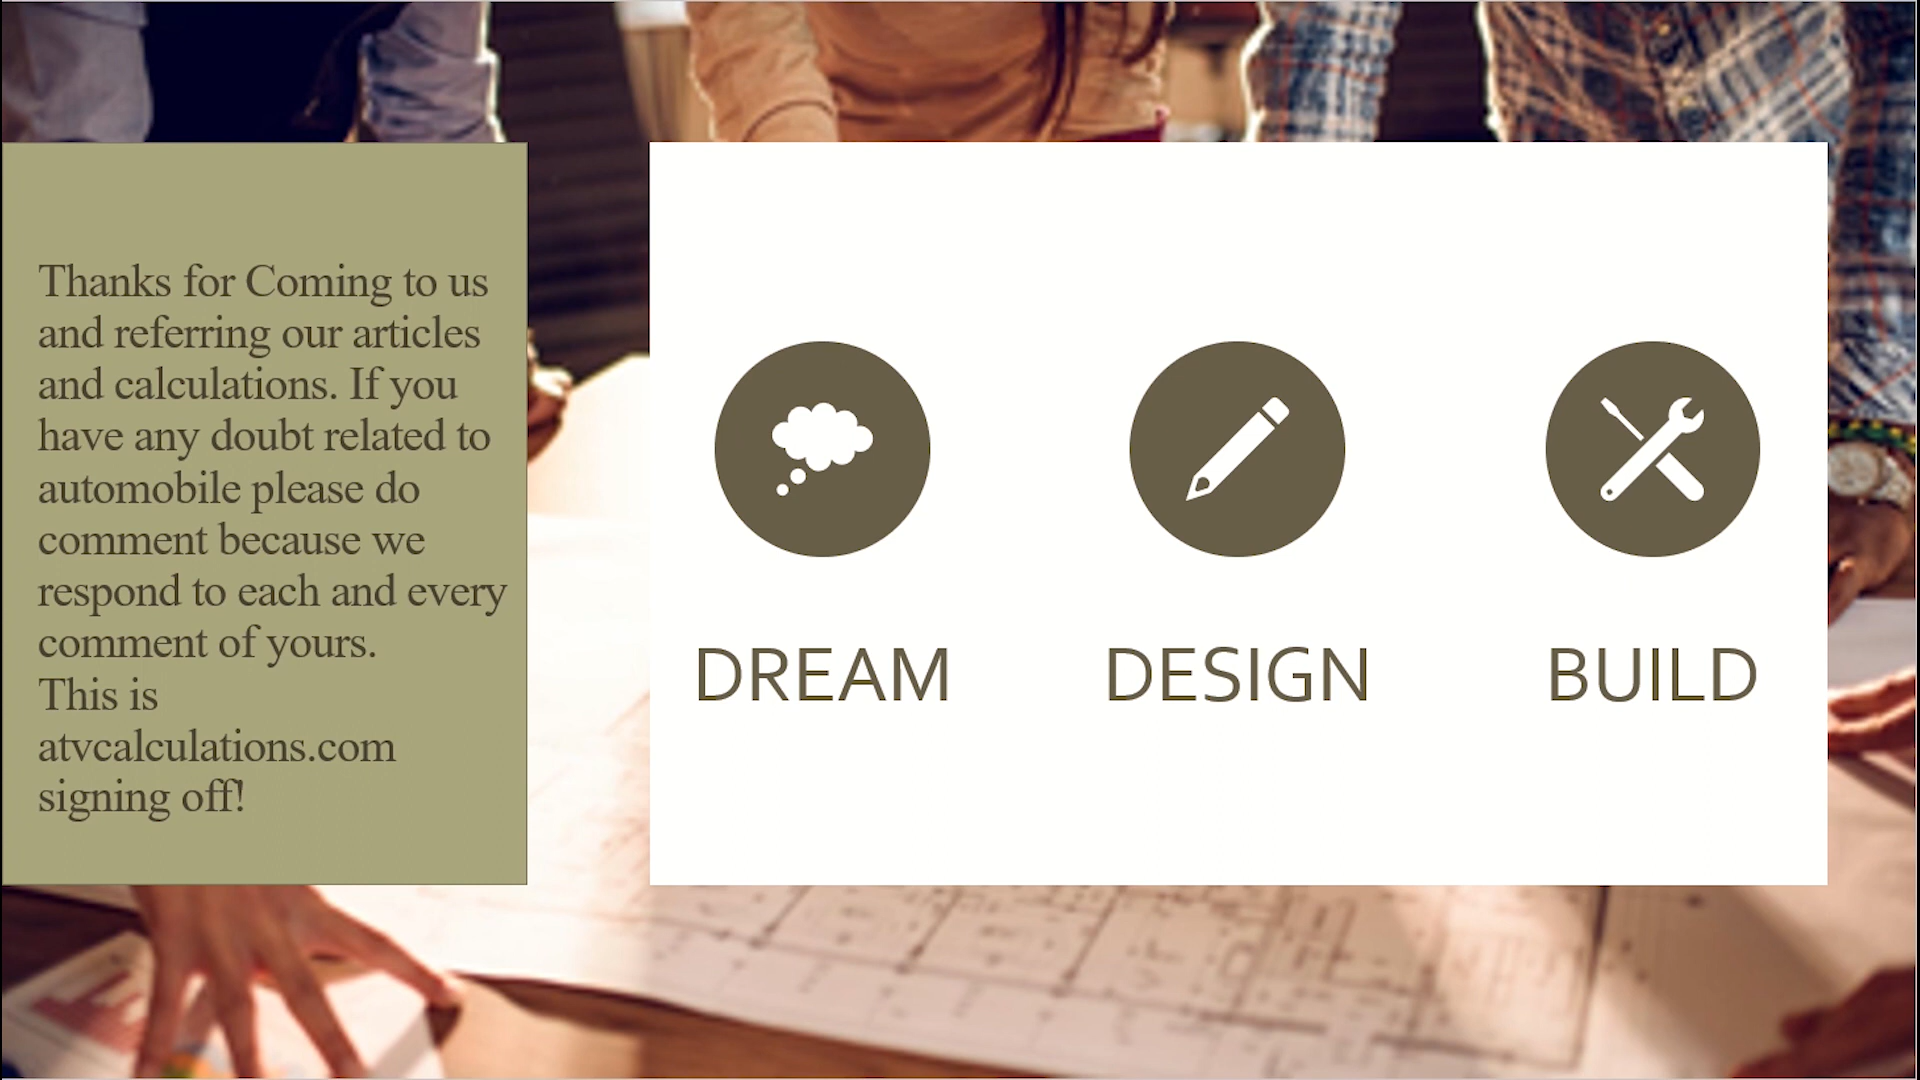 Thanks for Coming to us
and referring our articles
and calculations. If you
have any doubt related to
automobile please do
comment because we
respond to each and every
comment of yours.
This is
atvcalculations.com
signing off!
DREAM
DESIGN
BUILD